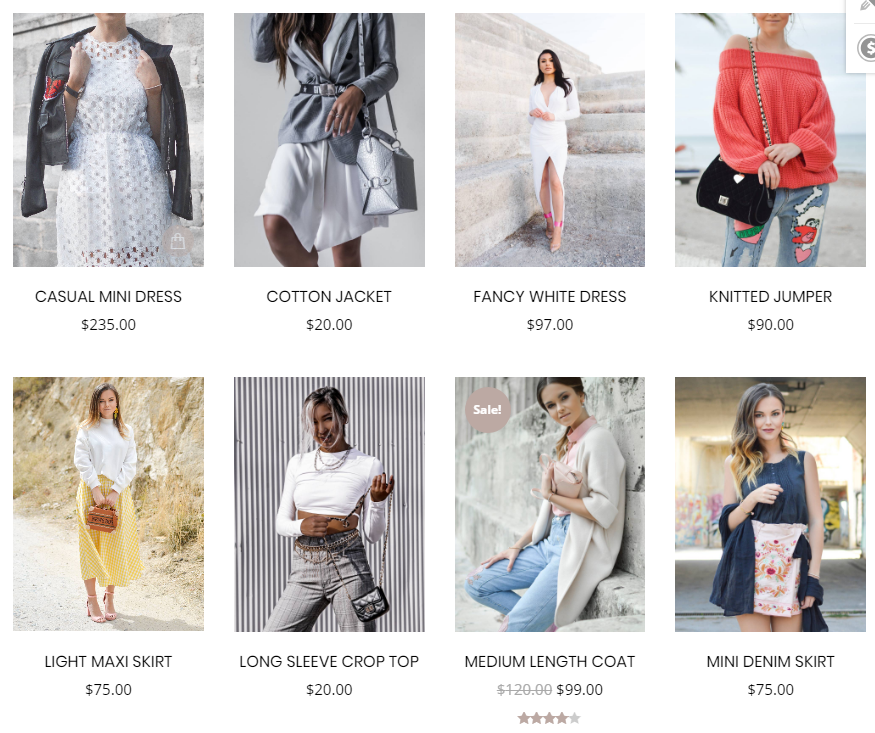 CASUAL MINI DRESS
$235.00
COTTON JACKET
$20.00
FANCY WHITE DRESS
$97.00
KNITTED JUMPER
$90.00
Sale!
LIGHT MAXI SKIRT
$75.00
LONG SLEEVE CROP TOP
$20.00
MEDIUM LENGTH COAT
$120.00 $99.00
MINI DENIM SKIRT
$75.00